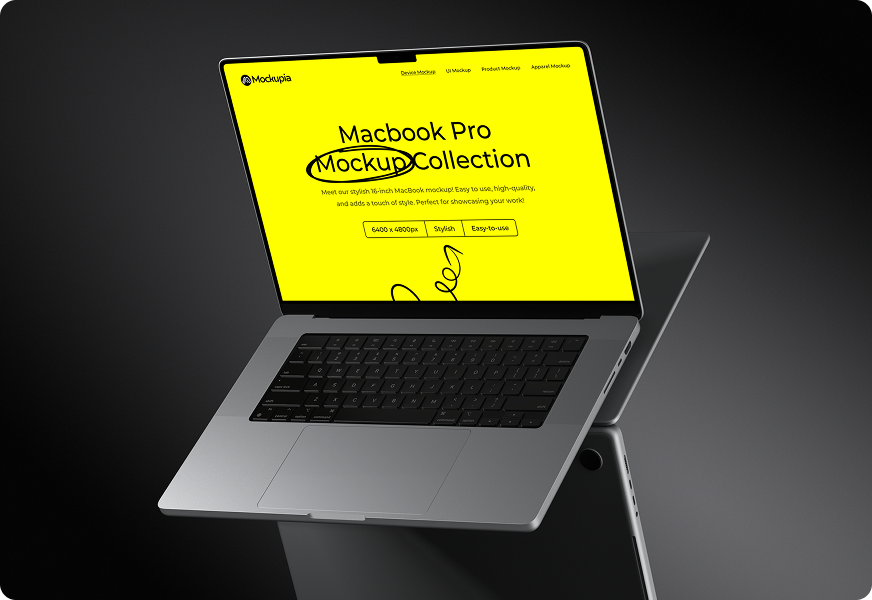 Mockupia
Device Mockup
UI Mockup
Product Mockup
Apparel Mockup
Macbook Pro
Mockup Collection
Meet our stylish 16-inch MacBook mockup! Easy to use, high-quality,
and adds a touch of style. Perfect for showcasing your work!
6400 x 4800px
Stylish
Easy-to-use